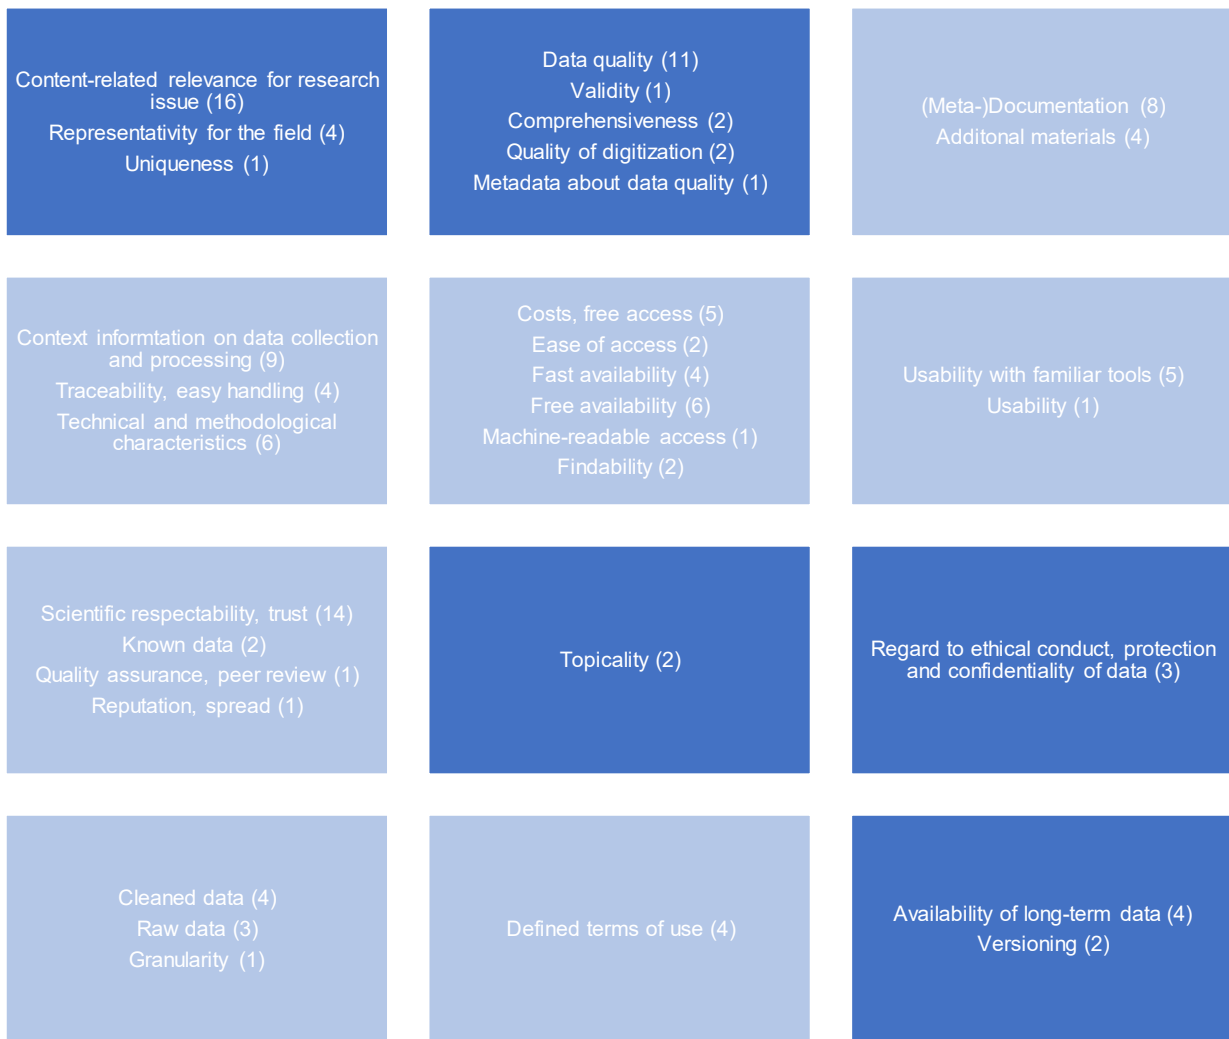 Content-related relevance for research
issue (16)
Representativity for the field (4)
Uniqueness (1)
Data quality (11)
Validity (1)
Comprehensiveness (2)
Quality of digitization (2)
Metadata about data quality (1)
(Meta-)Documentation (8)
Additonal materials (4)
Context informtation on data collection
and processing (9)
Traceability, easy handling (4)
Technical and methodological
characteristics (6)
Costs, free access (5)
Ease of access (2)
Fast availability (4)
Free availability (6)
Machine-readable access (1)
Findability (2)
Usability with familiar tools (5)
Usability (1)
Scientific respectability, trust (14)
Known data (2)
Quality assurance, peer review (1)
Reputation, spread (1)
Topicality (2)
Regard to ethical conduct, protection
and confidentiality of data (3)
Cleaned data (4)
Raw data (3)
Granularity (1)
Defined terms of use (4)
Availability of long-term data (4)
Versioning (2)